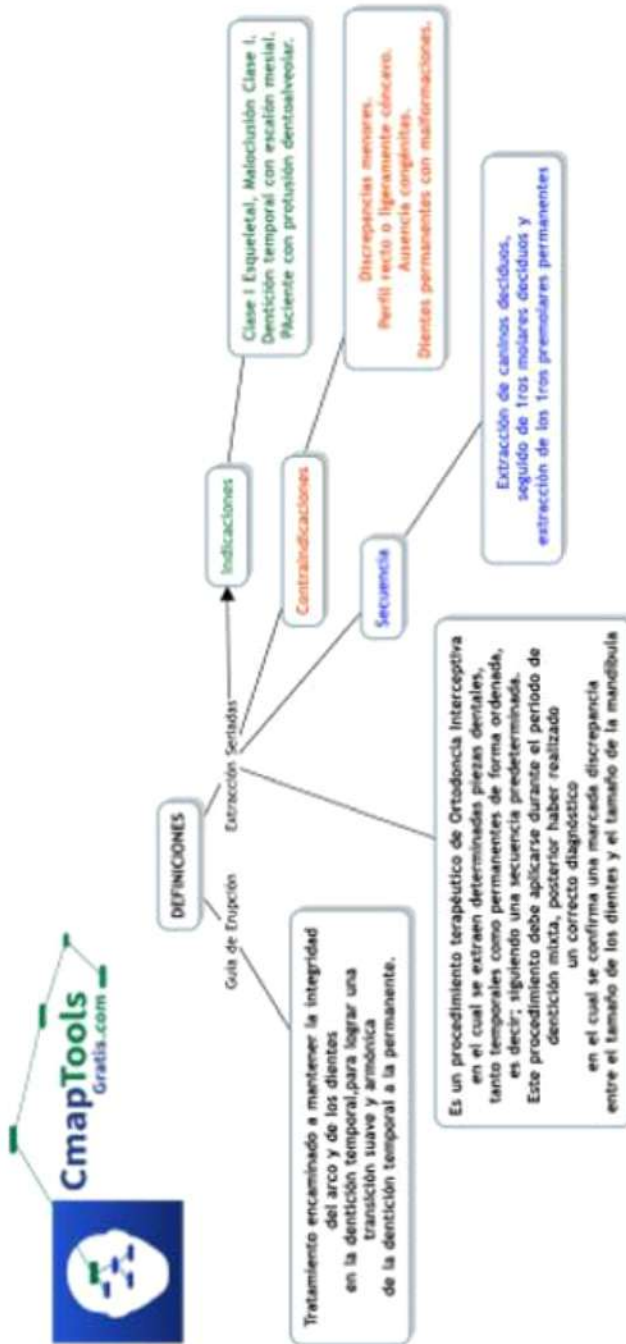 CmapTools
Gratis.com
DEFINICIONES
Guia de Erupción
Extracción Seriadas
Tratamiento encaminado a mantener la integridad
del arco y de los dientes
en la dentición temporal,para lograr una
transición suave y armónica
de la dentición temporal a la permanente.
Es un procedimiento terapéutico de Ortodoncia Interceptiva
en el cual se extraen determinadas piezas dentales,
tanto temporales como permanentes de forma ordenada,
es decir; siguiendo una secuencia predeterminada.
Este procedimiento debe aplicarse durante el periodo de
dentición mixta, posterior haber realizado
un correcto diagnóstico
en el cual se confirma una marcada discrepancia
entre el tamaño de los dientes y el tamaño de la mandíbula
Indicaciones
Clase I Esqueletal, Maloclusión Clase I.
Dentición temporal con escalón mesial.
PAciente con protusión dentoalveolar.
Contraindicaciones
Discrepancias menores.
Perfil recto o ligeramente cóncavo.
Ausencia congénitas.
Dientes permanentes con malformaciones.
Secuencia
Extracción de caninos deciduos,
seguido de 1ros molares deciduos y
extracción de los 1ros premolares permanentes